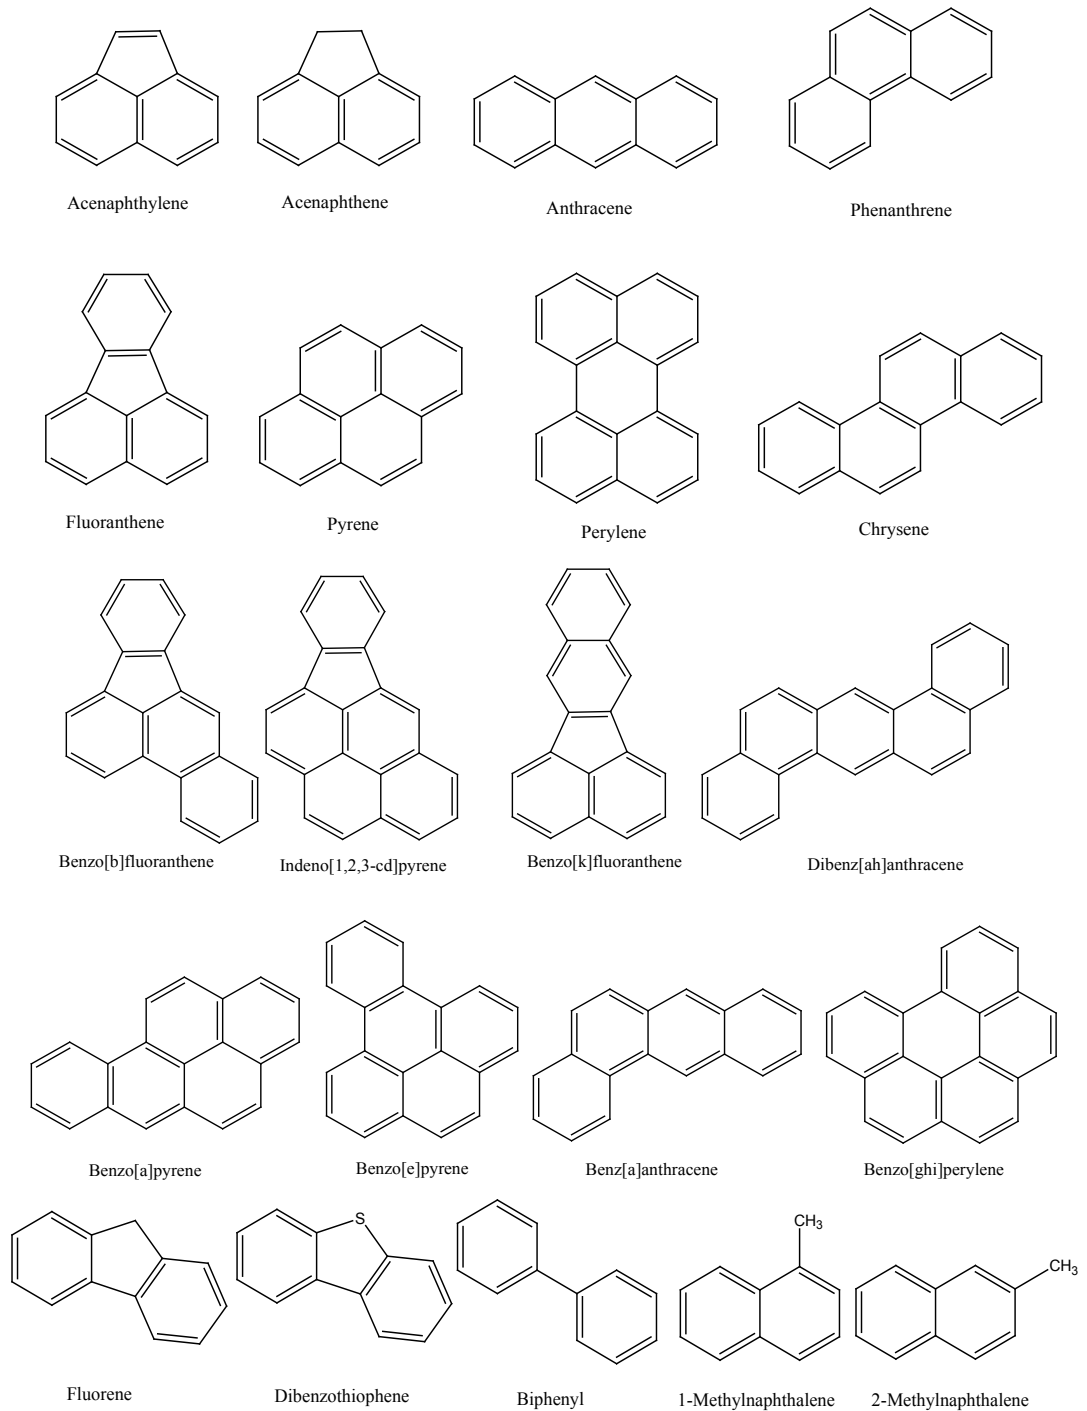 Acenaphthylene
Acenaphthene
Anthracene
Phenanthrene
Fluoranthene
Pyrene
Perylene
Chrysene
Benzo[b]fluoranthene
Indeno[1,2,3-cd]pyrene
Benzo[k]fluoranthene
Dibenz[ah]anthracene
Benzo[a]pyrene
Benzo[e]pyrene
Benz[a]anthracene
Benzo[ghi]perylene
S
CH3
CH3
Fluorene
Dibenzothiophene
Biphenyl
1-Methylnaphthalene
2-Methylnaphthalene